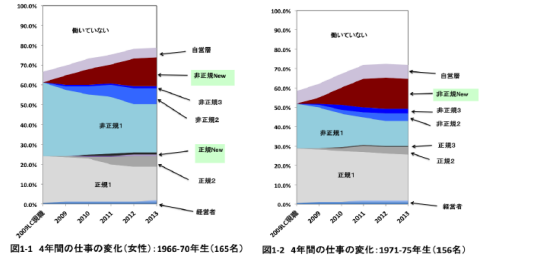 100.0%
90.0%
80.0%
70.0%
60.0%
50.0%
40.0%
30.0%
20.0%
10.0%
0.0%
働いていない
自営層
非正規New
非正規3
非正規2
非正規1
正規New
正規2
正規1
経営者
2009LC現職
2009
2010
2011
2012
2013
図1-1 4年間の仕事の変化(女性):1966-70年生(165名)
100.0%
90.0%
80.0%
70.0%
60.0%
50.0%
40.0%
30.0%
20.0%
10.0%
0.0%
働いていない
自営層
非正規New
非正規3
非正規2
非正規1
正規3
正規2
正規1
経営者
2009LC現職
2009
2010
2011
2012
2013
図1-2 4年間の仕事の変化:1971-75年生(156名)